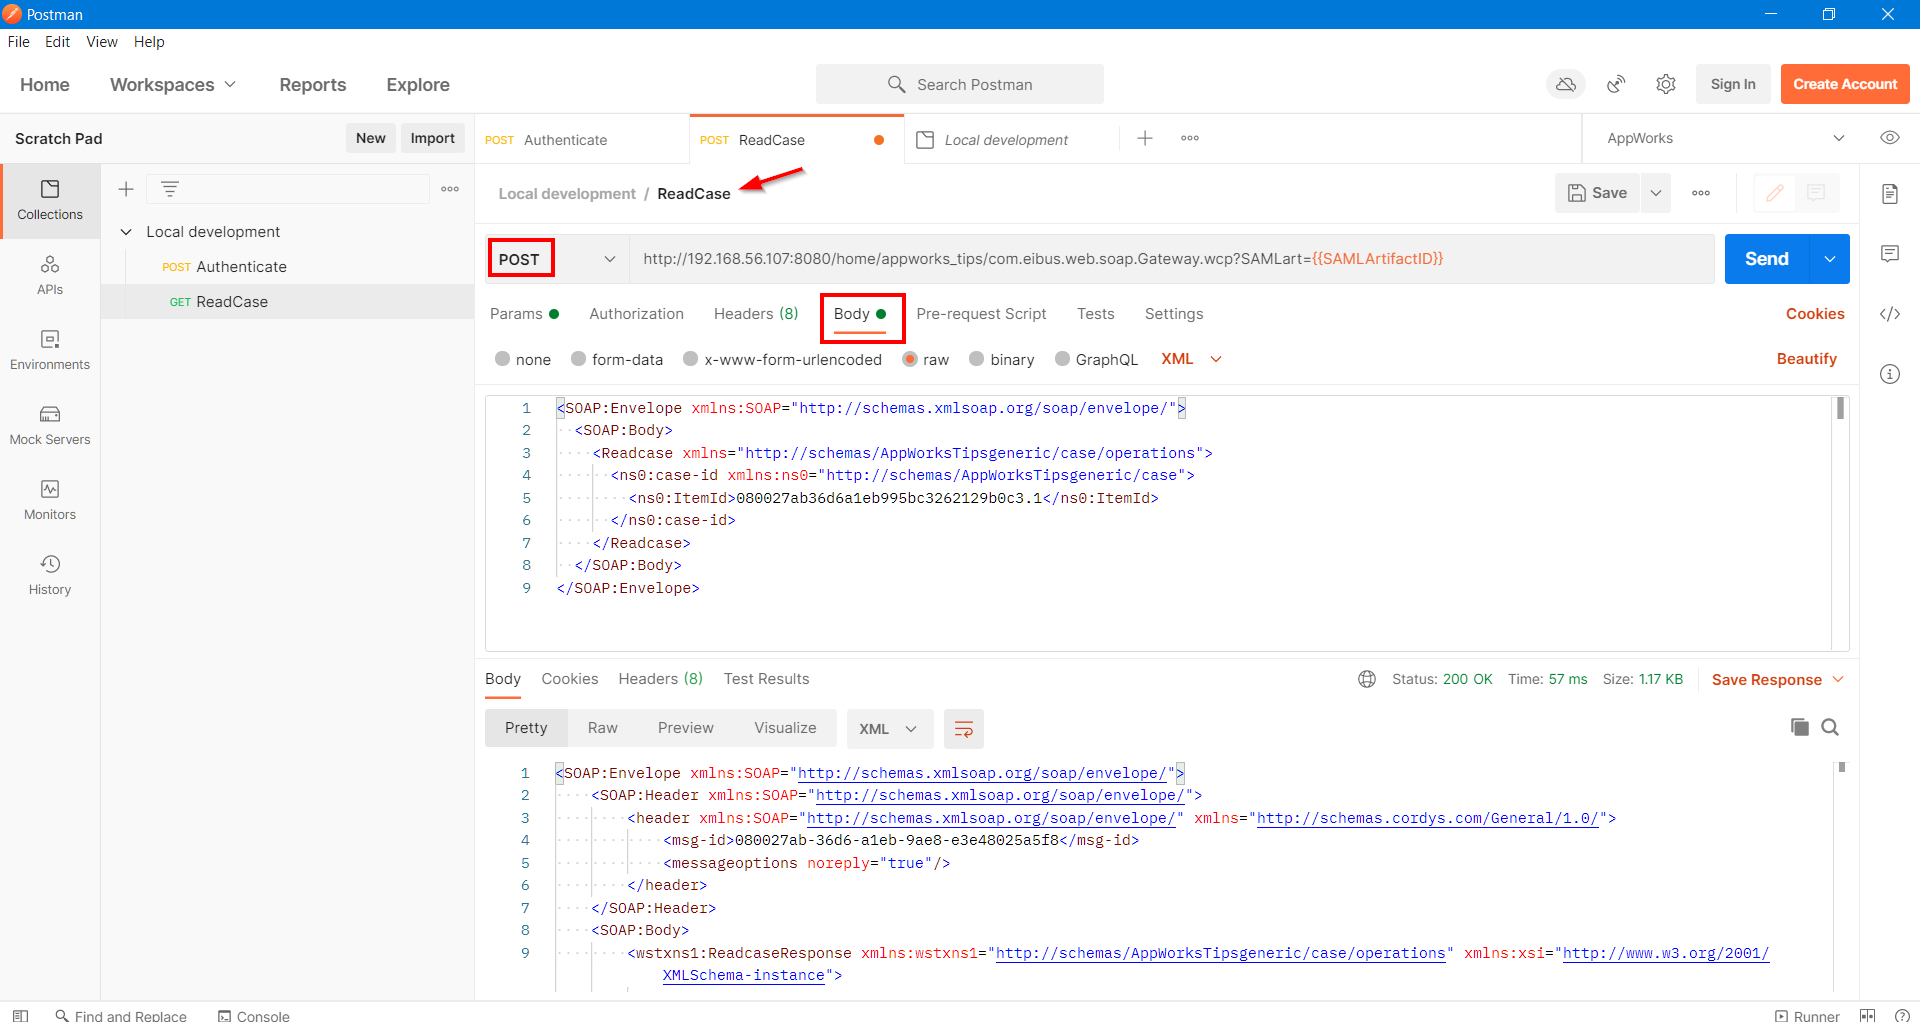 Postman
File Edit View Help
Home Workspaces Reports Explore Search Postman Sign In Create Account
Scratch Pad New Import
POST Authenticate POST ReadCase Local development AppWorks
Local development / ReadCase Save
Collections
APIs
Environments
Mock Servers
Monitors
History
Local development
POST Authenticate
GET ReadCase
POST http://192.168.56.107:8080/home/appworks_tips/com.eibus.web.soap.Gateway.wcp?SAMLart={{SAMLArtifactID}} Send
Params Authorization Headers (8) Body Pre-request Script Tests Settings Cookies
none form-data x-www-form-urlencoded raw binary GraphQL XML Beautify
1 <SOAP:Envelope xmlns:SOAP="http://schemas.xmlsoap.org/soap/envelope/">
2 <SOAP:Body>
3 <Readcase xmlns="http://schemas/AppWorksTipsgeneric/case/operations">
4 <ns0:case-id xmlns:ns0="http://schemas/AppWorksTipsgeneric/case">
5 <ns0:ItemId>080027ab36d6a1eb995bc3262129b0c3.1</ns0:ItemId>
6 </ns0:case-id>
7 </Readcase>
8 </SOAP:Body>
9 </SOAP:Envelope>
Body Cookies Headers (8) Test Results Status: 200 OK Time: 57 ms Size: 1.17 KB Save Response
Pretty Raw Preview Visualize XML
1 <SOAP:Envelope xmlns:SOAP="http://schemas.xmlsoap.org/soap/envelope/">
2 <SOAP:Header xmlns:SOAP="http://schemas.xmlsoap.org/soap/envelope/">
3 <header xmlns:SOAP="http://schemas.xmlsoap.org/soap/envelope/" xmlns="http://schemas.cordys.com/General/1.0/">
4 <msg-id>080027ab-36d6-a1eb-9ae8-e3e48025a5f8</msg-id>
5 <messageoptions noreply="true"/>
6 </header>
7 </SOAP:Header>
8 <SOAP:Body>
9 <wstxns1:ReadcaseResponse xmlns:wstxns1="http://schemas/AppWorksTipsgeneric/case/operations" xmlns:xsi="http://www.w3.org/2001/
XMLSchema-instance">
Find and Replace Console Runner